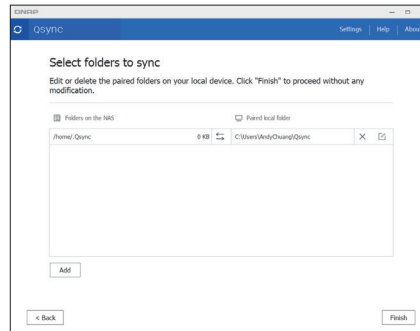 QNAP
Qsync
Settings | Help | Abou
Select folders to sync
Edit or delete the paired folders on your local device. Click "Finish" to proceed without any
modification.
Folders on the NAS Paired local folder
/home/.Qsync 0 KB C:\Users\AndyChuang\Qsync
Add
< Back Finish